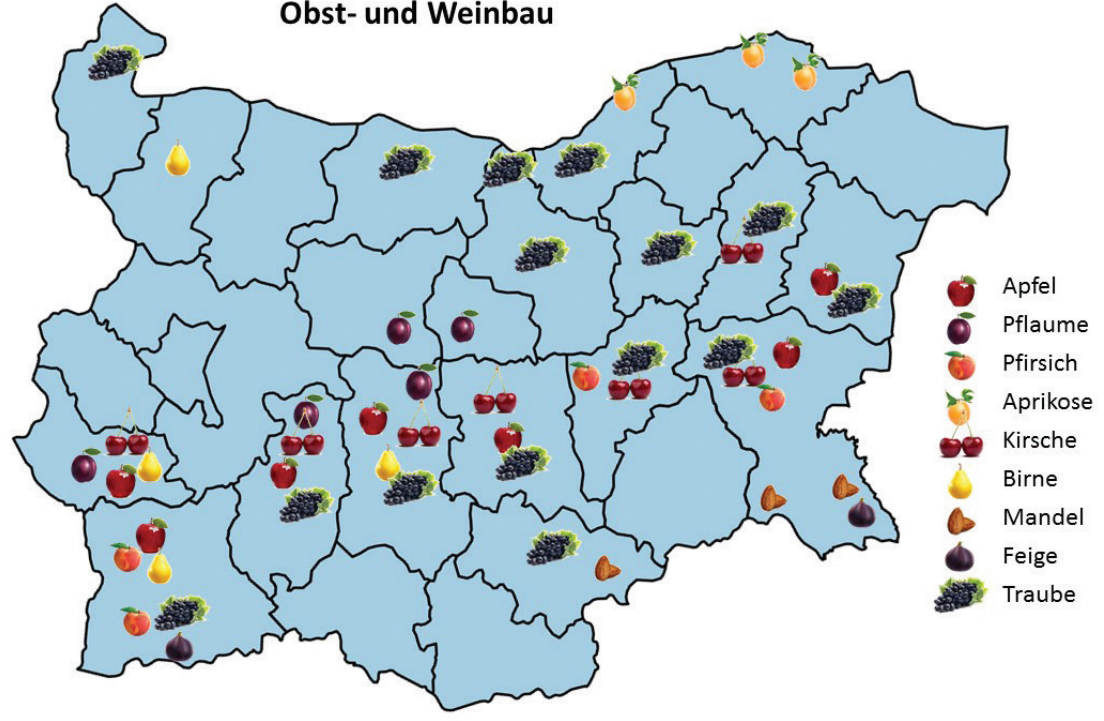 Obst- und Weinbau
Apfel
Pflaume
Pfirsich
Aprikose
Kirsche
Birne
Mandel
Feige
Traube